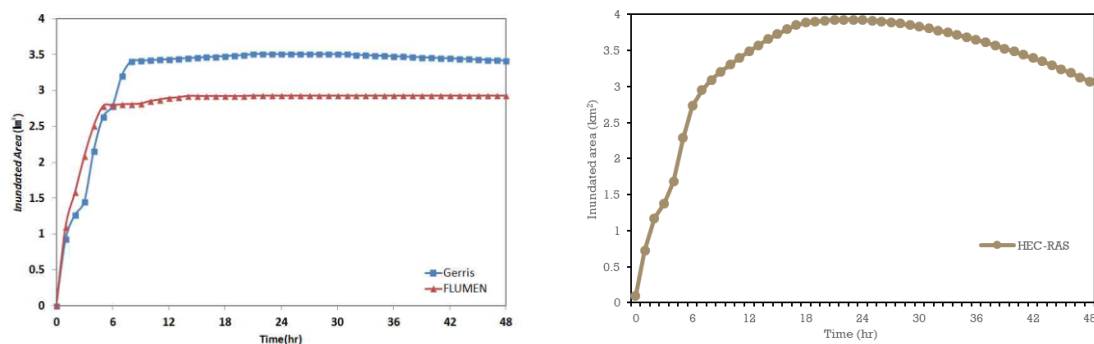 4
3.5
3
2.5
2
1.5
1
0.5
0
Inundated Area (km²)
0 6 12 18 24 30 36 42 48
Time(hr)
Gerris
FLUMEN
4
3.5
3
2.5
2
1.5
1
0.5
0
Inundated area (km²)
0 6 12 18 24 30 36 42 48
Time (hr)
HEC-RAS